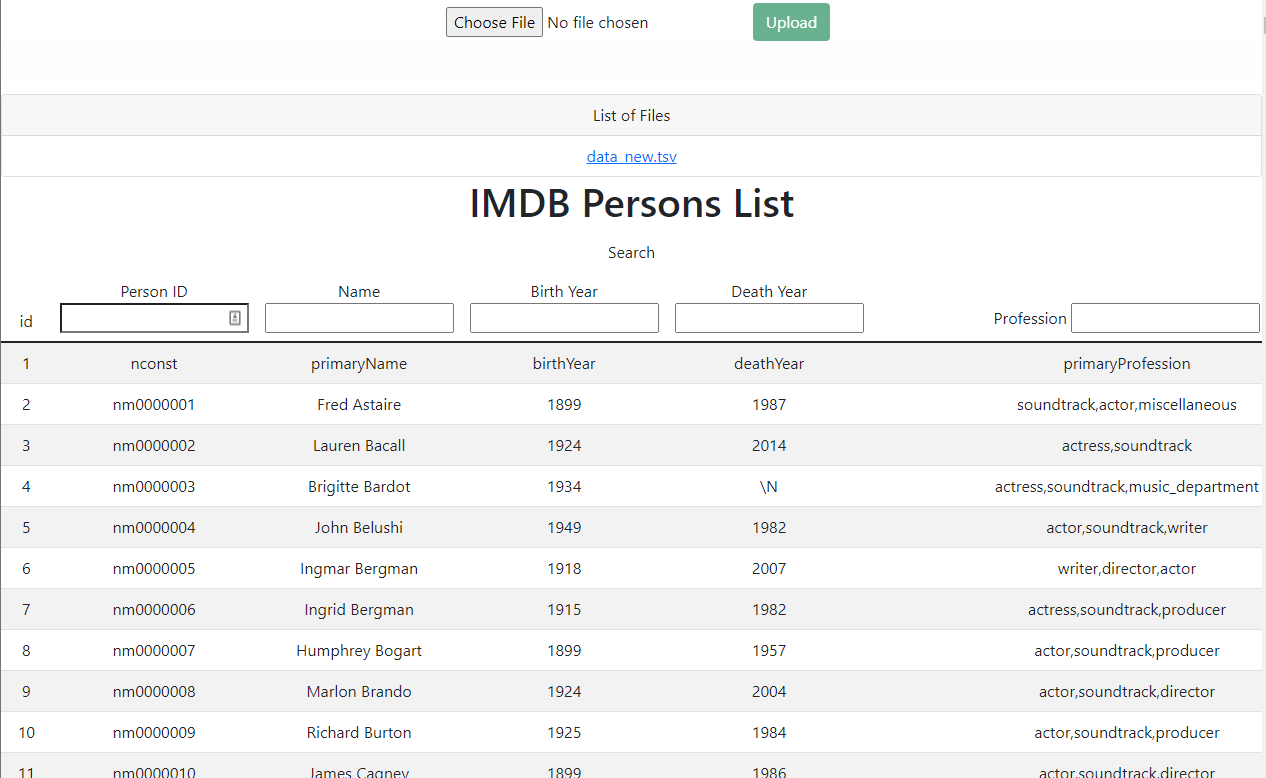 Choose File No file chosen Upload
List of Files
data_new.tsv
IMDB Persons List
Search
id Person ID Name Birth Year Death Year Profession
1 nconst primaryName birthYear deathYear primaryProfession
2 nm0000001 Fred Astaire 1899 1987 soundtrack,actor,miscellaneous
3 nm0000002 Lauren Bacall 1924 2014 actress,soundtrack
4 nm0000003 Brigitte Bardot 1934 \N actress,soundtrack,music_department
5 nm0000004 John Belushi 1949 1982 actor,soundtrack,writer
6 nm0000005 Ingmar Bergman 1918 2007 writer,director,actor
7 nm0000006 Ingrid Bergman 1915 1982 actress,soundtrack,producer
8 nm0000007 Humphrey Bogart 1899 1957 actor,soundtrack,producer
9 nm0000008 Marlon Brando 1924 2004 actor,soundtrack,director
10 nm0000009 Richard Burton 1925 1984 actor,soundtrack,producer
11 nm0000010 James Cagney 1899 1986 actor,soundtrack,director